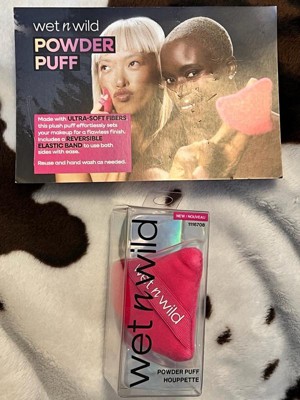 wet n wild
POWDER
PUFF
Made with ULTRA-SOFT FIBERS
this plush puff effortlessly sets
your makeup for a flawless finish.
Includes a REVERSIBLE
ELASTIC BAND to use both
sides with ease.
Reuse and hand wash as needed.
NEW / NOUVEAU
1116708
wet n wild
wet n wild
POWDER PUFF
HOUPPETTE